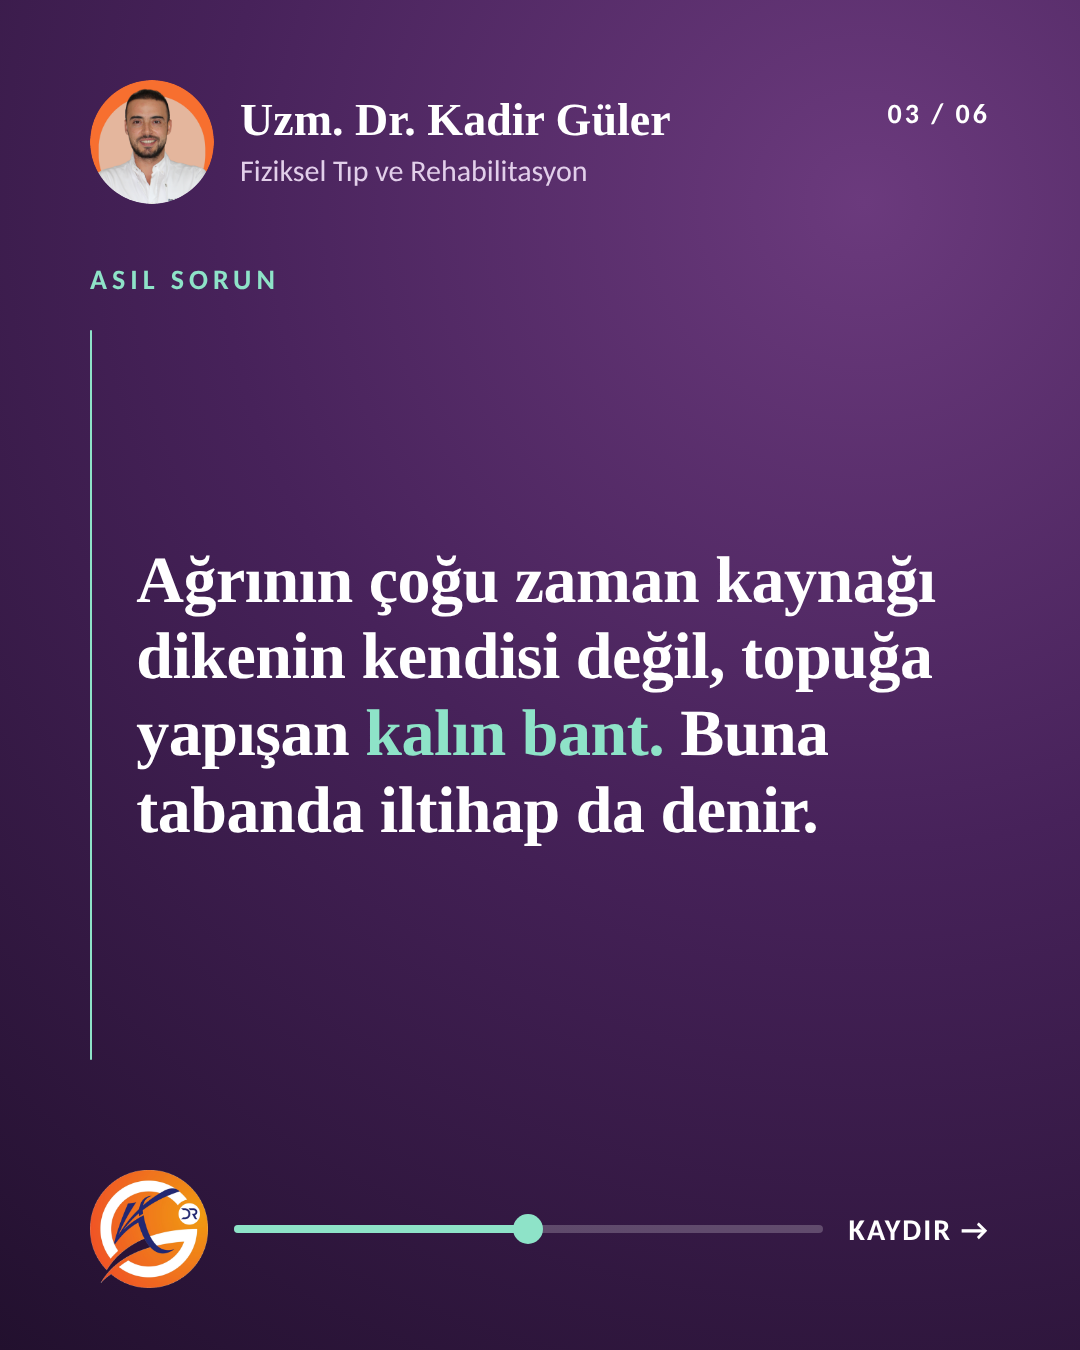 Uzm. Dr. Kadir Güler
Fiziksel Tıp ve Rehabilitasyon
03 / 06
ASIL SORUN
Ağrının çoğu zaman kaynağı
dikenin kendisi değil, topuğa
yapışan kalın bant. Buna
tabanda iltihap da denir.
DR
KAYDIR →